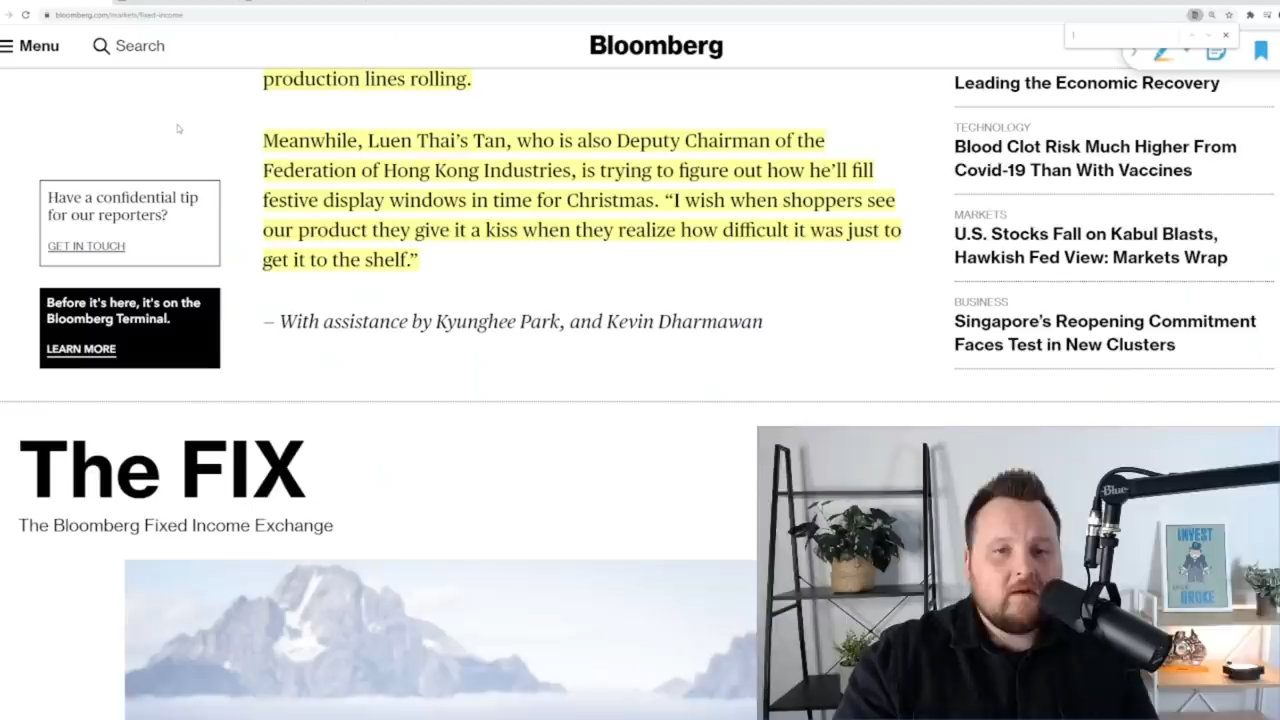 bloomberg.com/markets/fixed-income
Menu
Search
Bloomberg
production lines rolling.
Meanwhile, Luen Thai’s Tan, who is also Deputy Chairman of the
Federation of Hong Kong Industries, is trying to figure out how he’ll fill
festive display windows in time for Christmas. “I wish when shoppers see
our product they give it a kiss when they realize how difficult it was just to
get it to the shelf.”
– With assistance by Kyunghee Park, and Kevin Dharmawan
Have a confidential tip
for our reporters?
GET IN TOUCH
Before it's here, it's on the
Bloomberg Terminal.
LEARN MORE
Leading the Economic Recovery
TECHNOLOGY
Blood Clot Risk Much Higher From
Covid-19 Than With Vaccines
MARKETS
U.S. Stocks Fall on Kabul Blasts,
Hawkish Fed View: Markets Wrap
BUSINESS
Singapore’s Reopening Commitment
Faces Test in New Clusters
The FIX
The Bloomberg Fixed Income Exchange
Blue
INVEST
BROKE